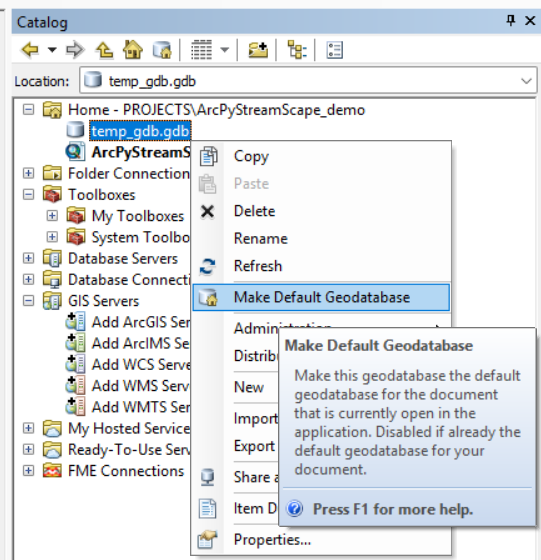 Catalog
Location: temp_gdb.gdb
Home - PROJECTS\ArcPyStreamScape_demo
temp_gdb.gdb
ArcPyStreamS
Folder Connection
Toolboxes
My Toolboxes
System Toolbo
Database Servers
Database Connecti
GIS Servers
Add ArcGIS Ser
Add ArcIMS Se
Add WCS Serve
Add WMS Serv
Add WMTS Ser
My Hosted Service
Ready-To-Use Serv
FME Connections
Copy
Paste
Delete
Rename
Refresh
Make Default Geodatabase
Administration
Distribu
New
Import
Export
Share a
Item D
Properties...
Make Default Geodatabase
Make this geodatabase the default
geodatabase for the document
that is currently open in the
application. Disabled if already the
default geodatabase for your
document.
Press F1 for more help.